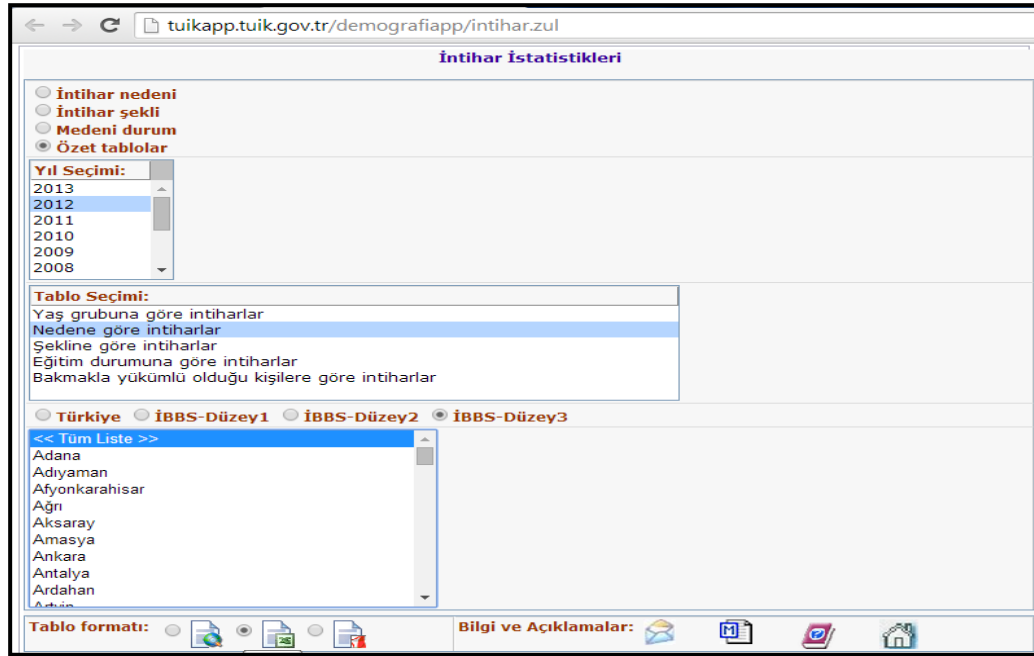 tuikapp.tuik.gov.tr/demografiapp/intihar.zul
İntihar İstatistikleri
İntihar nedeni
İntihar şekli
Medeni durum
Özet tablolar
Yıl Seçimi:
2013
2012
2011
2010
2009
2008
Tablo Seçimi:
Yaş grubuna göre intiharlar
Nedene göre intiharlar
Şekline göre intiharlar
Eğitim durumuna göre intiharlar
Bakmakla yükümlü olduğu kişilere göre intiharlar
Türkiye İBBS-Düzey1 İBBS-Düzey2 İBBS-Düzey3
<< Tüm Liste >>
Adana
Adıyaman
Afyonkarahisar
Ağrı
Aksaray
Amasya
Ankara
Antalya
Ardahan
Artvin
Tablo formatı: Bilgi ve Açıklamalar: